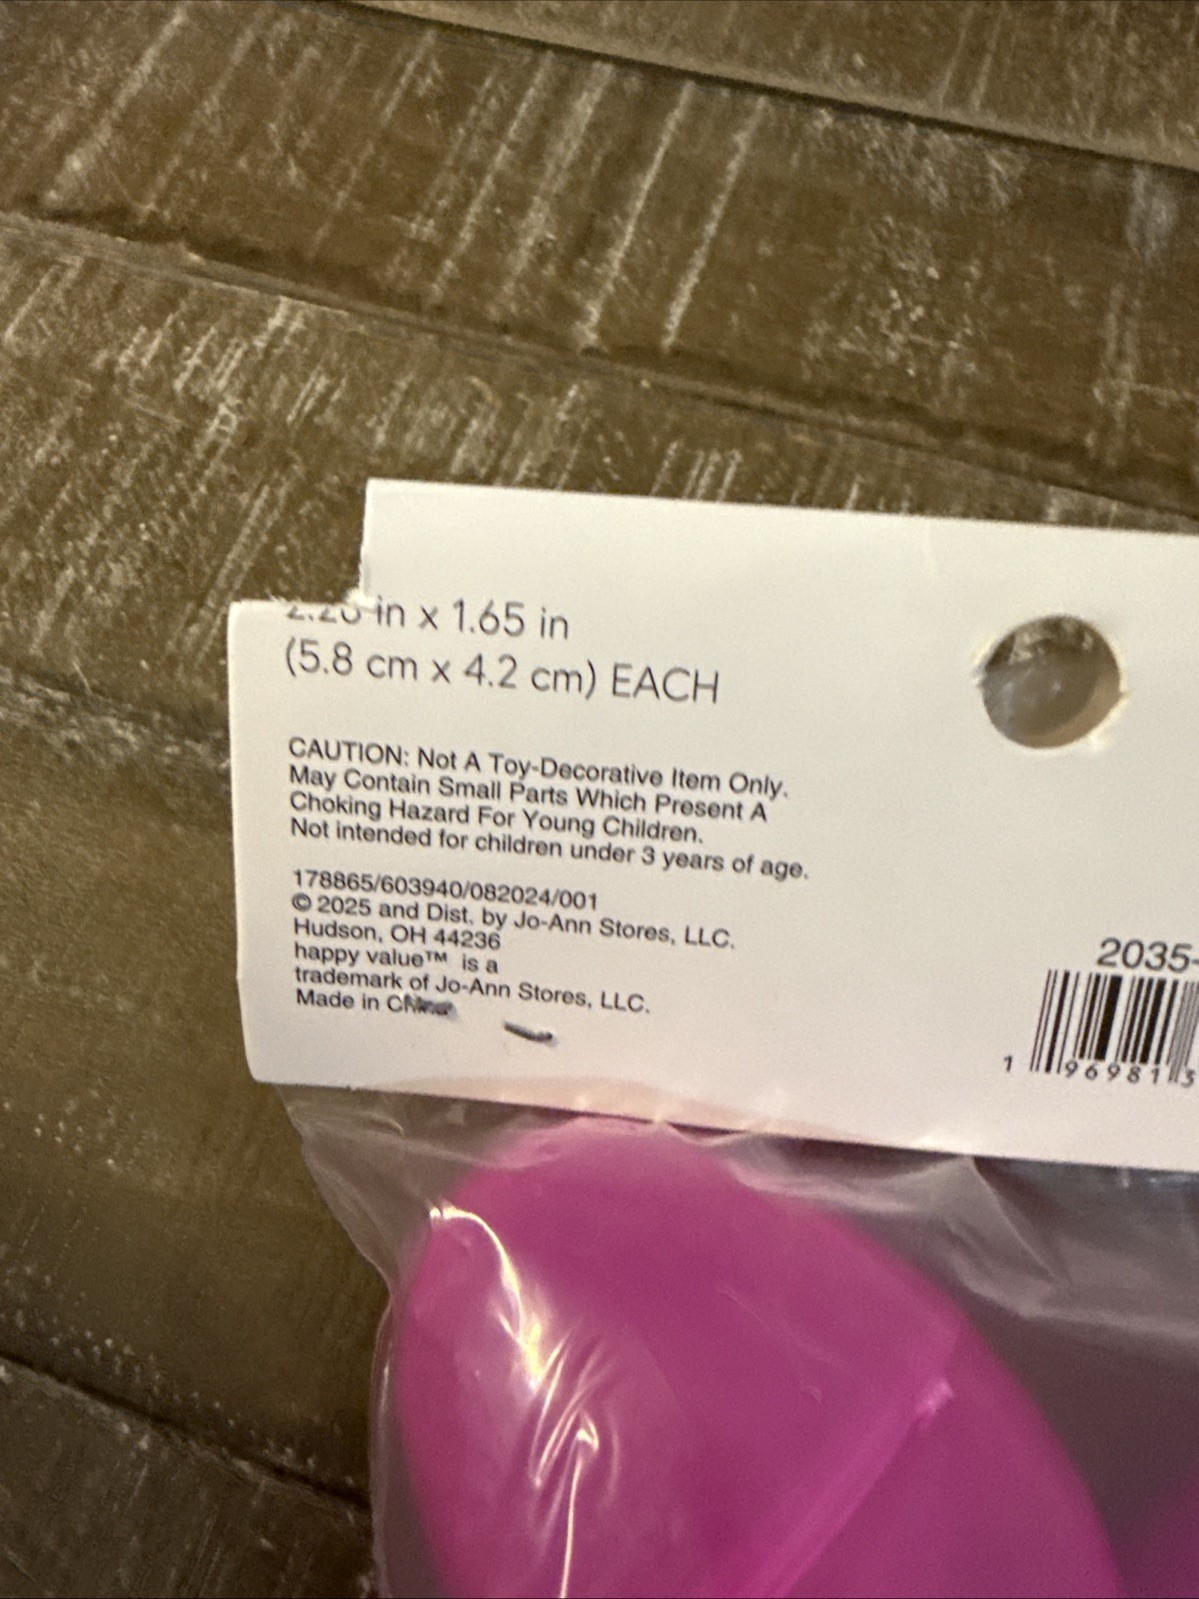 in x 1.65 in
(5.8 cm x 4.2 cm) EACH
CAUTION: Not A Toy-Decorative Item Only.
May Contain Small Parts Which Present A
Choking Hazard For Young Children.
Not intended for children under 3 years of age.
178865/603940/082024/001
© 2025 and Dist. by Jo-Ann Stores, LLC.
Hudson, OH 44236
happy value™ is a
trademark of Jo-Ann Stores, LLC.
Made in China
2035-
1 96981 3